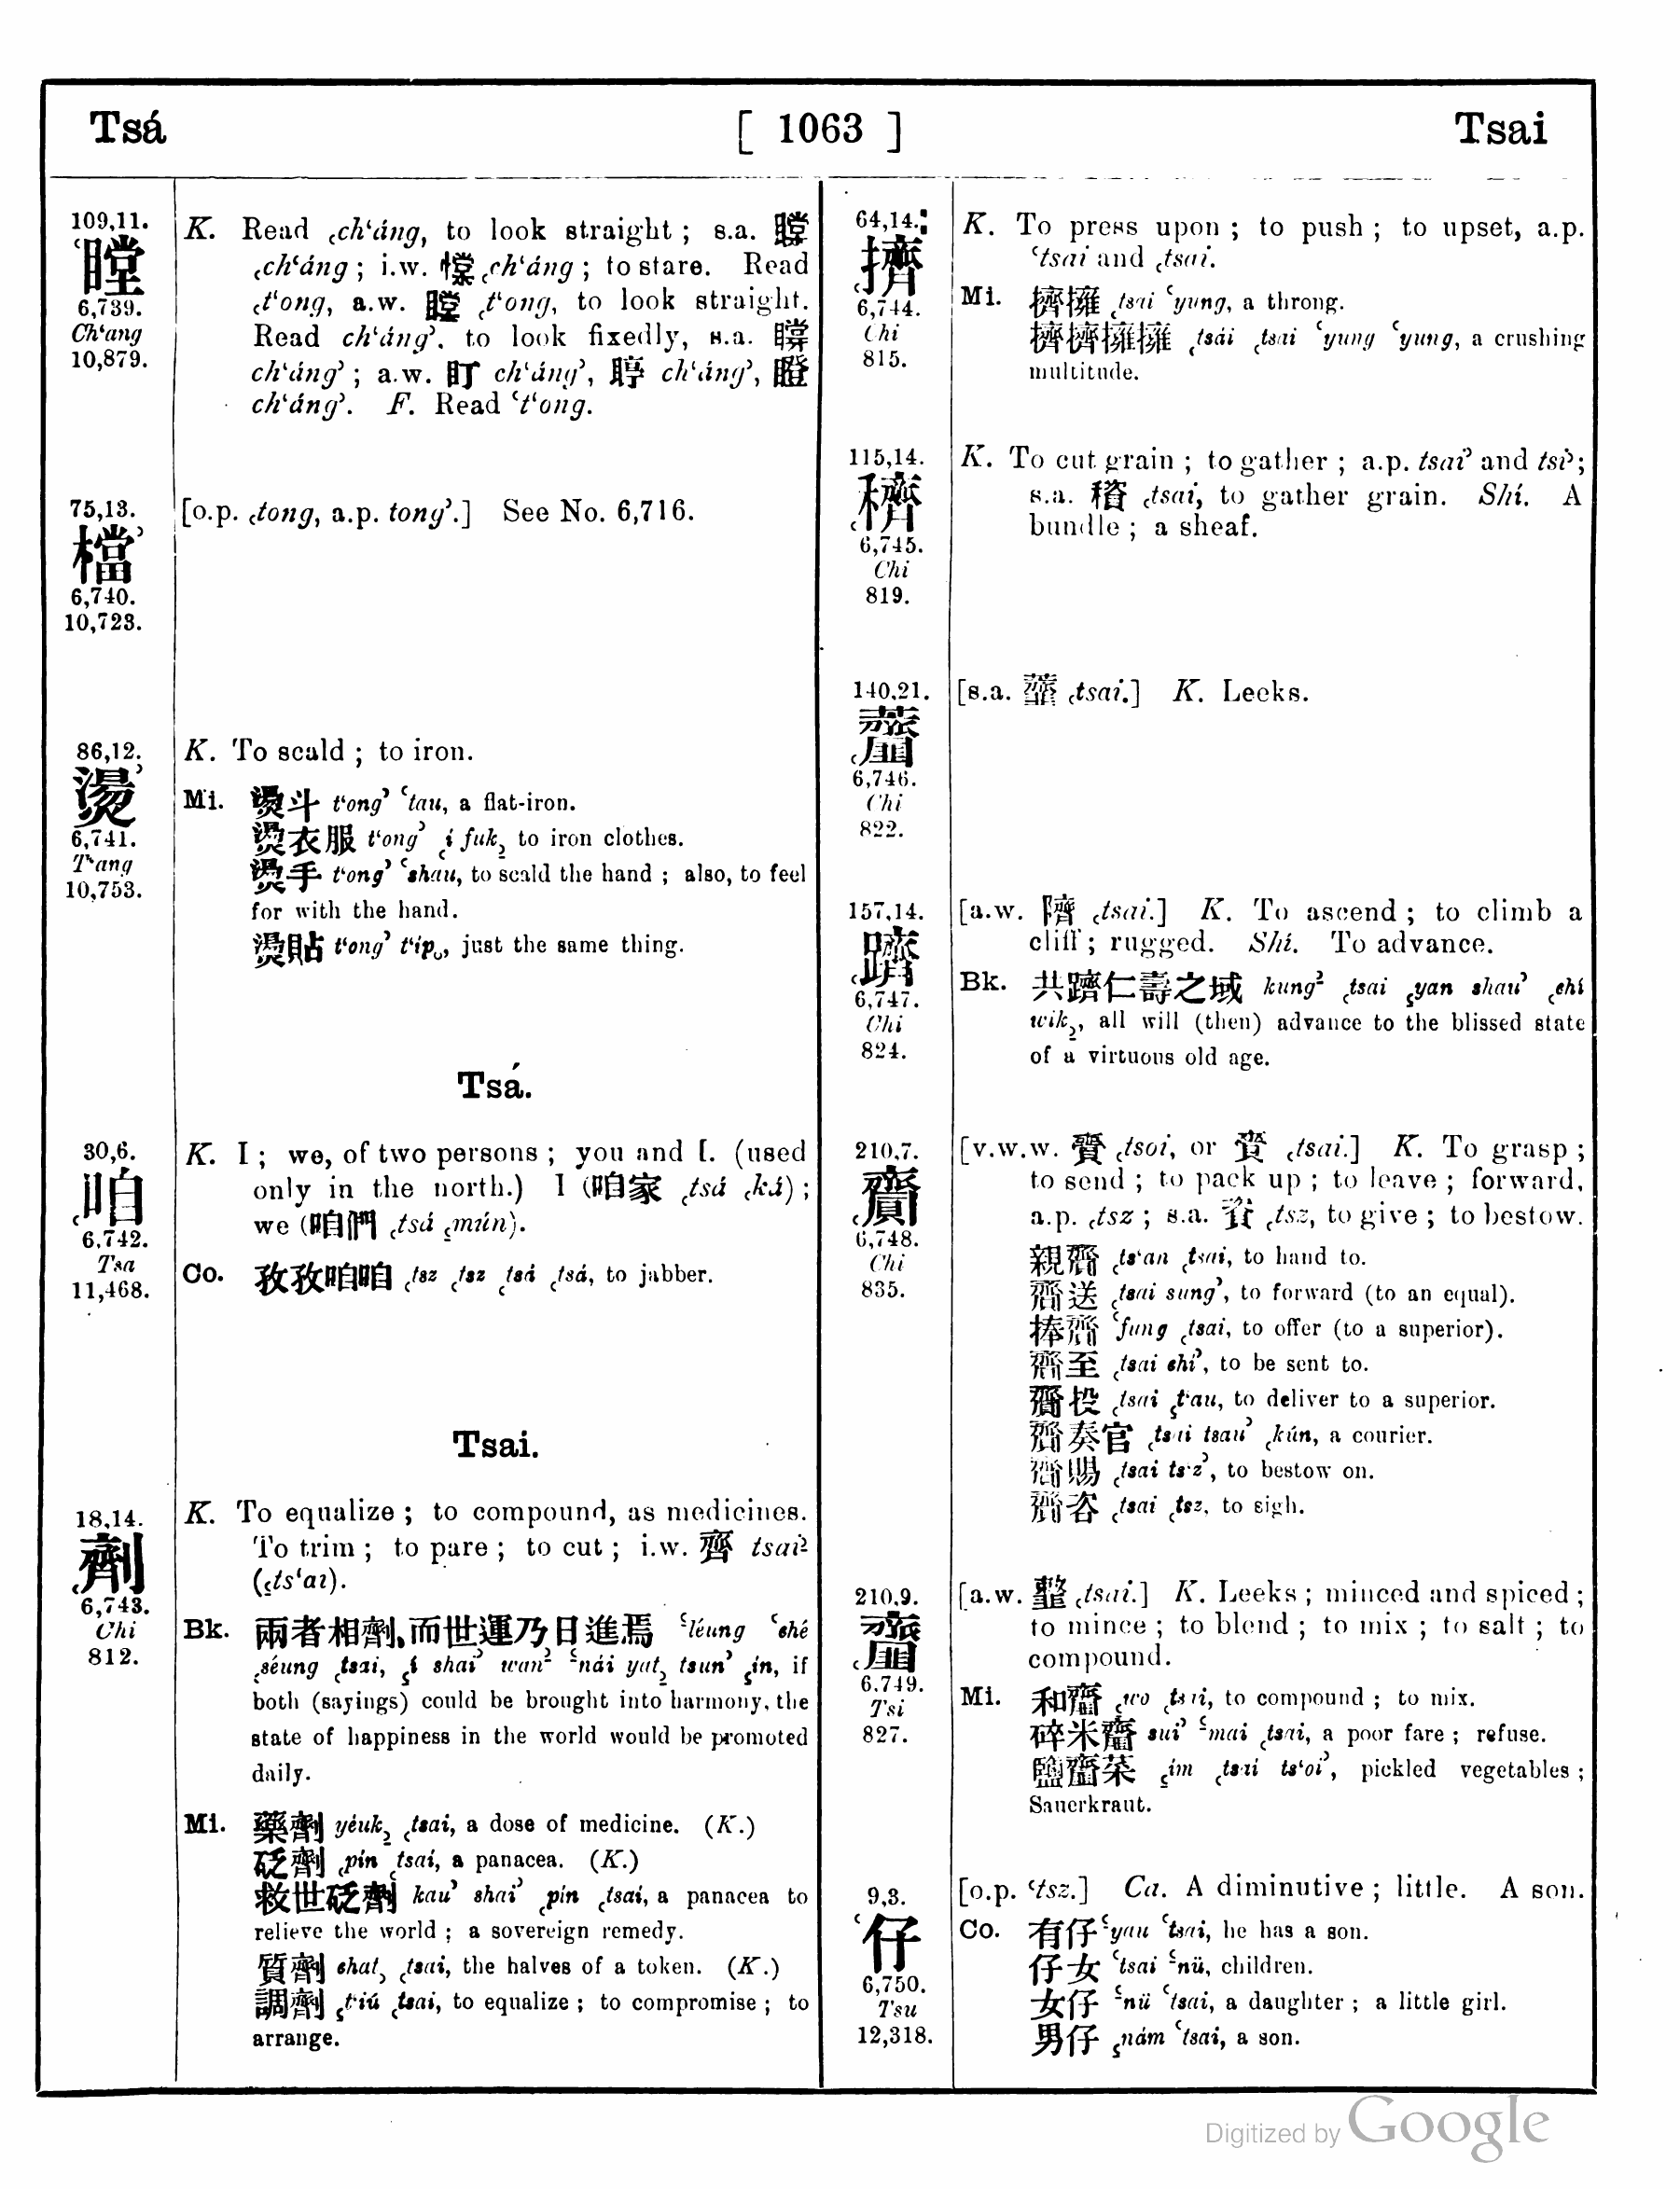 Tsá [ 1063 ] Tsai
109,11.
瞠
6,739.
Ch‘ang
10,879.
K. Read ꜀ch‘áng, to look straight ; s.a.
꜀ch‘áng ; i.w. ꜀ch‘áng ; to stare. Read
꜀t‘ong, a.w. ꜀t‘ong, to look straight.
Read ch‘áng꜄, to look fixedly, s.a.
ch‘áng꜄ ; a.w. 盯 ch‘áng꜄, ch‘áng꜄,
ch‘áng꜄. F. Read ꜂t‘ong.
75,13.
檔꜄
6,740.
10,723.
[o.p. ꜀tong, a.p. tong꜄.] See No. 6,716.
86,12.
燙꜄
6,741.
T‘ang
10,753.
K. To scald ; to iron.
Mi. 燙斗 t‘ong꜄ ꜂tau, a flat-iron.
燙衣服 t‘ong꜄ ꜀í fuk꜇ to iron clothes.
燙手 t‘ong꜄ ꜂shau, to scald the hand ; also, to feel
for with the hand.
燙貼 t‘ong꜄ t‘ip, just the same thing.
Tsá.
30,6.
꜀咱
6,742.
Tsa
11,468.
K. I ; we, of two persons ; you and I. (used
only in the north.) I (咱家 ꜀tsá ꜀ká) ;
we (咱們 ꜀tsá ꜁mún).
Co. 孜孜咱咱 ꜀tsz ꜀tsz ꜀tsá ꜀tsá, to jabber.
Tsai.
18,14.
꜀劑
6,743.
Chi
812.
K. To equalize ; to compound, as medicines.
To trim ; to pare ; to cut ; i.w. 齊 tsai꜅
(꜁ts‘ai).
Bk. 兩者相劑、而世運乃日進焉 ꜃léung ꜂ché
꜀séung ꜀tsai, ꜁í shai꜄ wan꜅ ꜃nái yat꜇ tsun꜄ ꜁ín, if
both (sayings) could be brought into harmony, the
state of happiness in the world would be promoted
daily.
Mi. 藥劑 yéuk꜇ ꜀tsai, a dose of medicine. (K.)
砭劑 ꜀pín ꜀tsai, a panacea. (K.)
救世砭劑 kau꜄ shai꜄ ꜀pín ꜀tsai, a panacea to
relieve the world ; a sovereign remedy.
質劑 chat꜆ ꜀tsai, the halves of a token. (K.)
調劑 ꜁t‘iú ꜀tsai, to equalize ; to compromise ; to
arrange.
64,14.
꜀擠
6,744.
Chi
815.
K. To press upon ; to push ; to upset, a.p.
꜂tsai and ꜀tsai.
Mi. 擠擁 ꜀tsai ꜂yung, a throng.
擠擠擁擁 ꜀tsái ꜀tsai ꜂yung ꜂yung, a crushing
multitude.
115,14.
꜀穧
6,745.
Chi
819.
K. To cut grain ; to gather ; a.p. tsai꜄ and tsi꜄;
s.a. ꜀tsai, to gather grain. Shí. A
bundle ; a sheaf.
140,21.
6,746.
Chi
822.
[s.a. ꜀tsai.] K. Leeks.
157,14.
꜀躋
6,747.
Chi
824.
[a.w. 隮 ꜀tsai.] K. To ascend ; to climb a
cliff ; rugged. Shí. To advance.
Bk. 共躋仁壽之域 kung꜅ ꜀tsai ꜁yan shau꜄ ꜀chí
wik꜇, all will (then) advance to the blissed state
of a virtuous old age.
210,7.
꜀齎
6,748.
Chi
835.
[v.w.w. ꜀tsoi, or ꜀tsai.] K. To grasp ;
to send ; to pack up ; to leave ; forward,
a.p. ꜀tsz ; s.a. ꜀tsz, to give ; to bestow.
親齎 ꜀ts‘an ꜀tsai, to hand to.
齎送 ꜀tsai sung꜄, to forward (to an equal).
捧齎 ꜂fung ꜀tsai, to offer (to a superior).
齎至 ꜀tsai chí꜄, to be sent to.
齎投 ꜀tsai ꜁t‘au, to deliver to a superior.
齎奏官 ꜀tsai tsau꜄ ꜀kún, a courier.
齎賜 ꜀tsai ts‘z꜄, to bestow on.
齎咨 ꜀tsai ꜀tsz, to sigh.
210,9.
꜀齏
6,749.
Tsi
827.
[a.w. ꜀tsai.] K. Leeks ; minced and spiced ;
to mince ; to blend ; to mix ; to salt ; to
compound.
Mi. 和齏 ꜁wo ꜀tsai, to compound ; to mix.
碎米齏 sui꜄ ꜃mai ꜀tsai, a poor fare ; refuse.
鹽齏菜 ꜁ím ꜀tsai ts‘oi꜄, pickled vegetables ;
Sauerkraut.
9,3.
꜂仔
6,750.
Tsu
12,318.
[o.p. ꜂tsz.] Ca. A diminutive ; little. A son.
Co. 有仔 ꜃yau ꜂tsai, he has a son.
仔女 ꜂tsai ꜃nü, children.
女仔 ꜃nü ꜂tsai, a daughter ; a little girl.
男仔 ꜁nám ꜂tsai, a son.
Digitized by Google